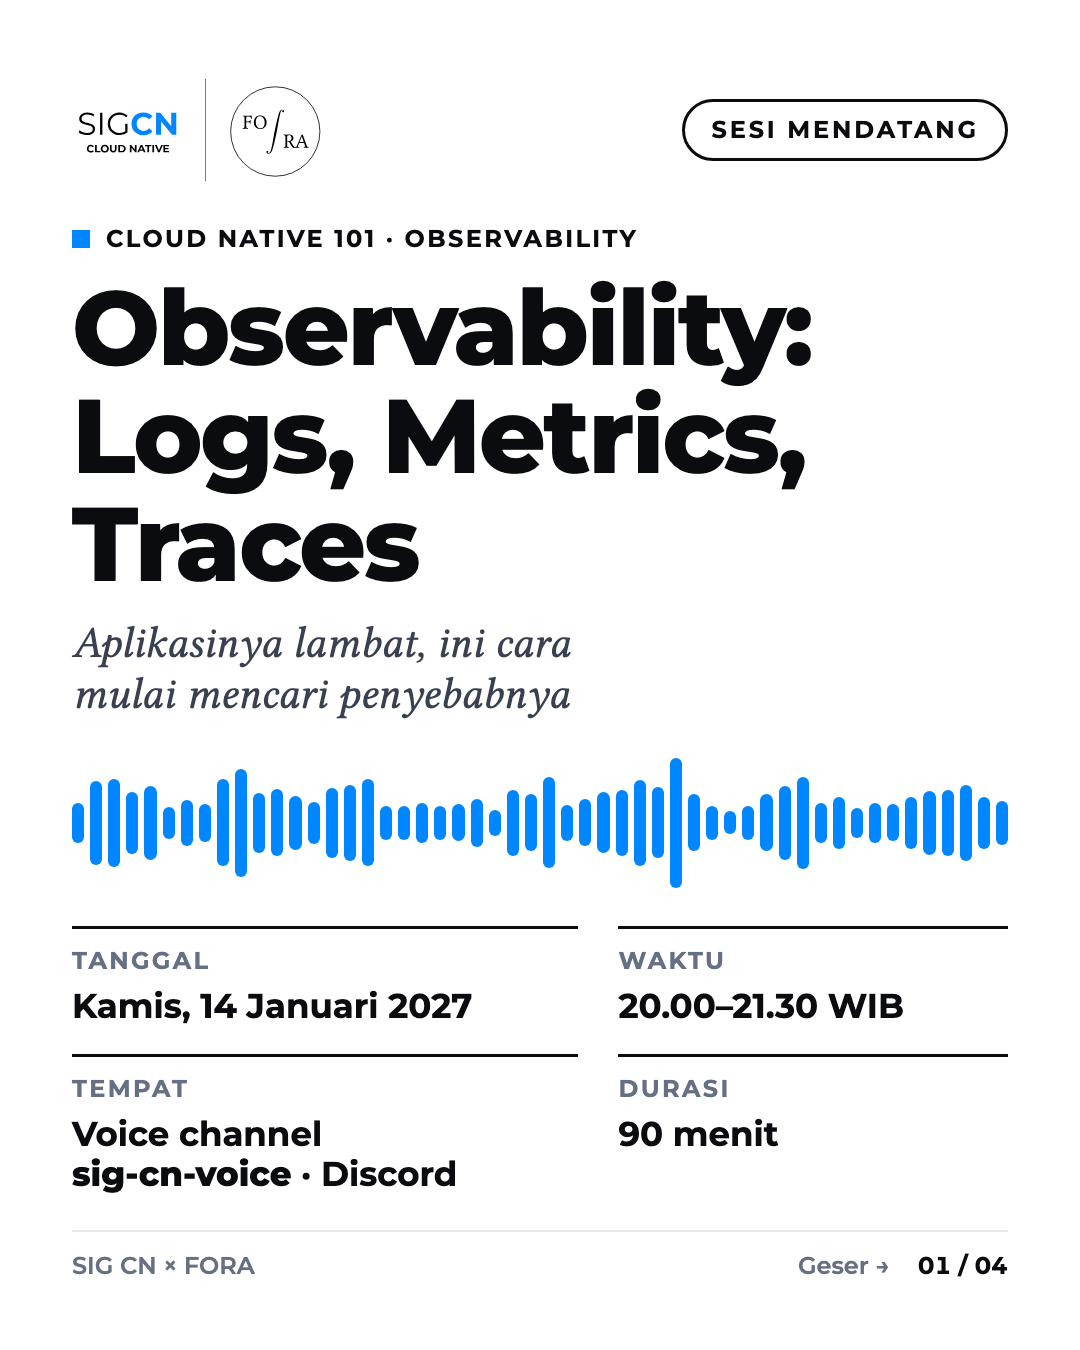 SIGCN
CLOUD NATIVE
FO
RA
SESI MENDATANG
CLOUD NATIVE 101 · OBSERVABILITY
Observability:
Logs, Metrics,
Traces
Aplikasinya lambat, ini cara
mulai mencari penyebabnya
TANGGAL
Kamis, 14 Januari 2027
WAKTU
20.00–21.30 WIB
TEMPAT
Voice channel
sig-cn-voice · Discord
DURASI
90 menit
SIG CN × FORA
Geser → 01 / 04